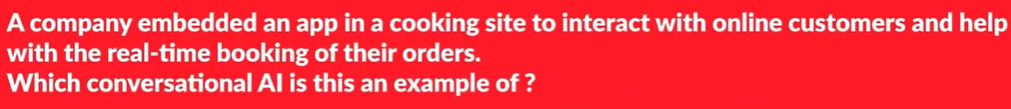 A company embedded an app in a cooking site to interact with online customers and help
with the real-time booking of their orders.
Which conversational AI is this an example of ?